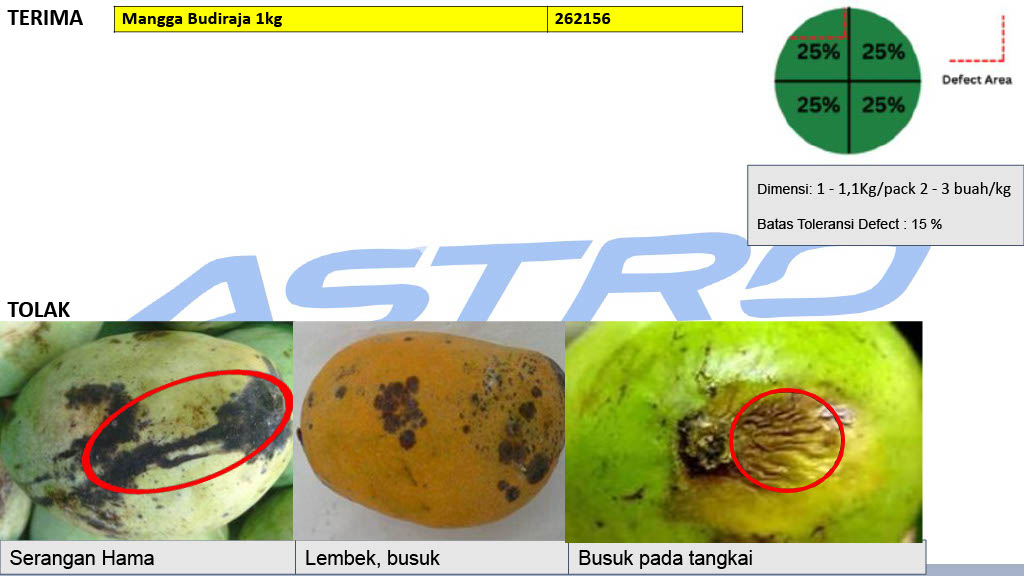 TERIMA
Mangga Budiraja 1kg 262156
25% 25%
25% 25%
Defect Area
Dimensi: 1 - 1,1Kg/pack 2 - 3 buah/kg
Batas Toleransi Defect : 15 %
ASTRO
TOLAK
Serangan Hama
Lembek, busuk
Busuk pada tangkai